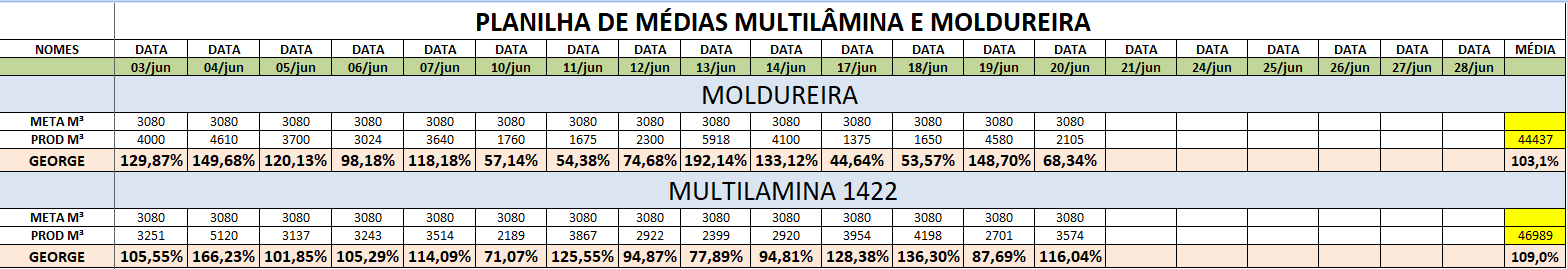 PLANILHA DE MÉDIAS MULTILÂMINA E MOLDUREIRA
NOMES DATA DATA DATA DATA DATA DATA DATA DATA DATA DATA DATA DATA DATA DATA DATA DATA DATA DATA DATA DATA MÉDIA
03/jun 04/jun 05/jun 06/jun 07/jun 10/jun 11/jun 12/jun 13/jun 14/jun 17/jun 18/jun 19/jun 20/jun 21/jun 24/jun 25/jun 26/jun 27/jun 28/jun
MOLDUREIRA
META M³ 3080 3080 3080 3080 3080 3080 3080 3080 3080 3080 3080 3080 3080 3080
PROD M³ 4000 4610 3700 3024 3640 1760 1675 2300 5918 4100 1375 1650 4580 2105 44437
GEORGE 129,87% 149,68% 120,13% 98,18% 118,18% 57,14% 54,38% 74,68% 192,14% 133,12% 44,64% 53,57% 148,70% 68,34% 103,1%
MULTILAMINA 1422
META M³ 3080 3080 3080 3080 3080 3080 3080 3080 3080 3080 3080 3080 3080 3080
PROD M³ 3251 5120 3137 3243 3514 2189 3867 2922 2399 2920 3954 4198 2701 3574 46989
GEORGE 105,55% 166,23% 101,85% 105,29% 114,09% 71,07% 125,55% 94,87% 77,89% 94,81% 128,38% 136,30% 87,69% 116,04% 109,0%